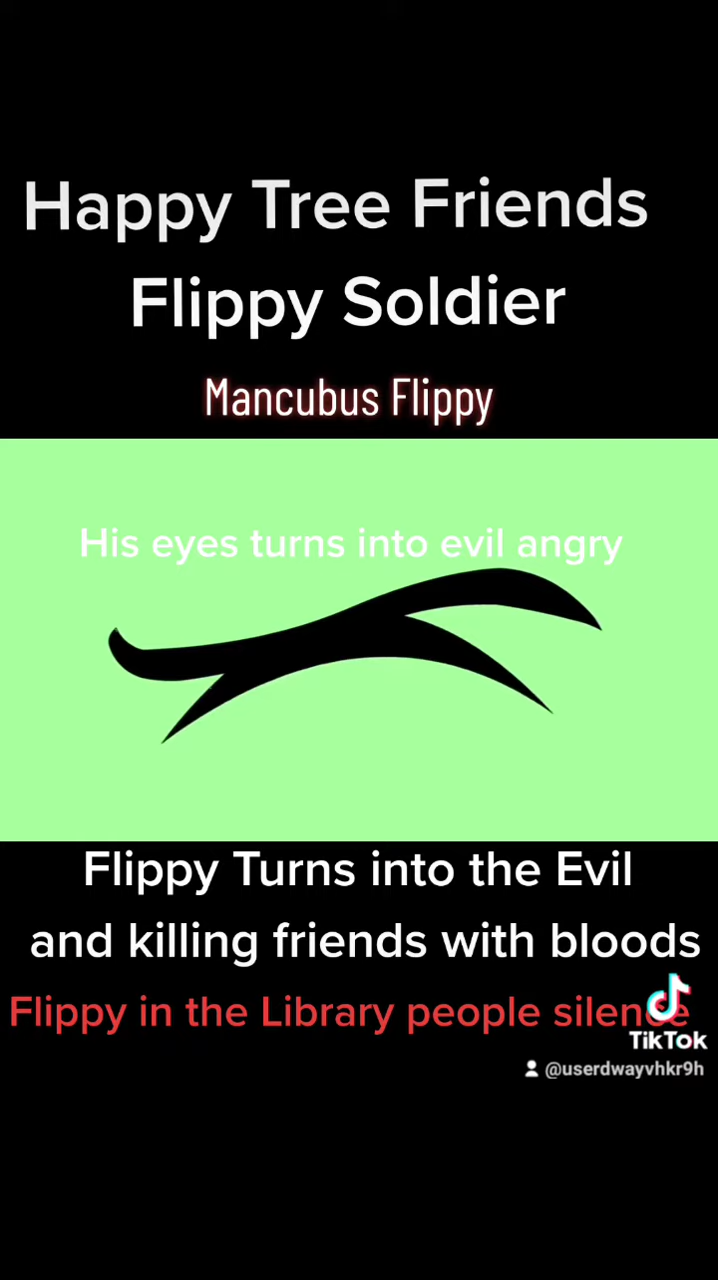 Happy Tree Friends
Flippy Soldier
Mancubus Flippy
His eyes turns into evil angry
Flippy Turns into the Evil
and killing friends with bloods
Flippy in the Library people silence
TikTok
@userdwayvhkr9h